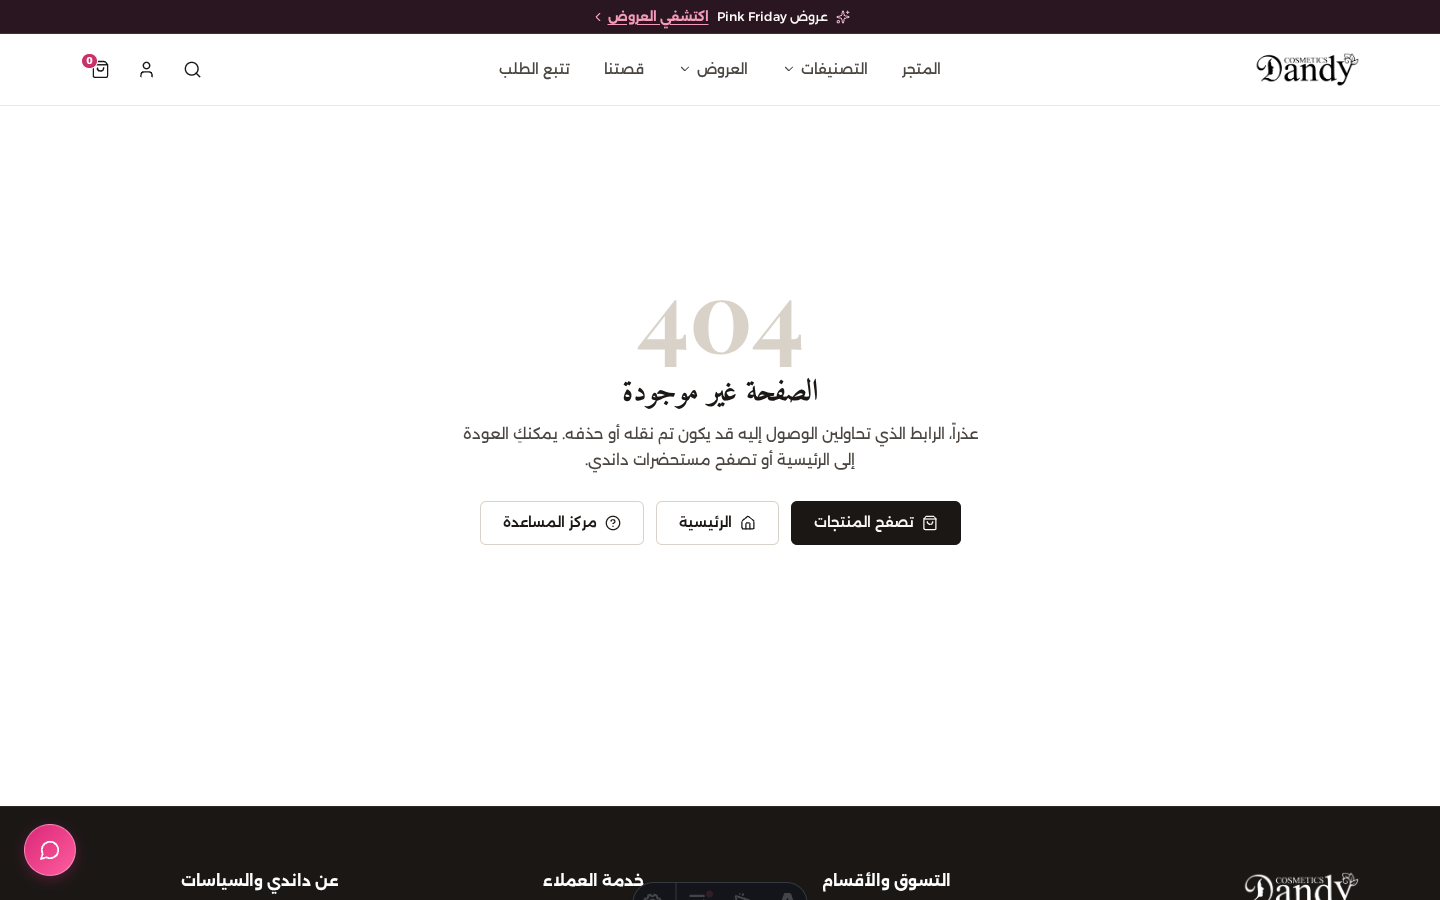 عروض Pink Friday اكتشفي العروض
COSMETICS
Dandy
المتجر
التصنيفات
العروض
قصتنا
تتبع الطلب
0
404
الصفحة غير موجودة
عذراً، الرابط الذي تحاولين الوصول إليه قد يكون تم نقله أو حذفه. يمكنكِ العودة
إلى الرئيسية أو تصفح مستحضرات داندي.
تصفح المنتجات
الرئيسية
مركز المساعدة
COSMETICS
Dandy
التسوق والأقسام
خدمة العملاء
عن داندي والسياسات